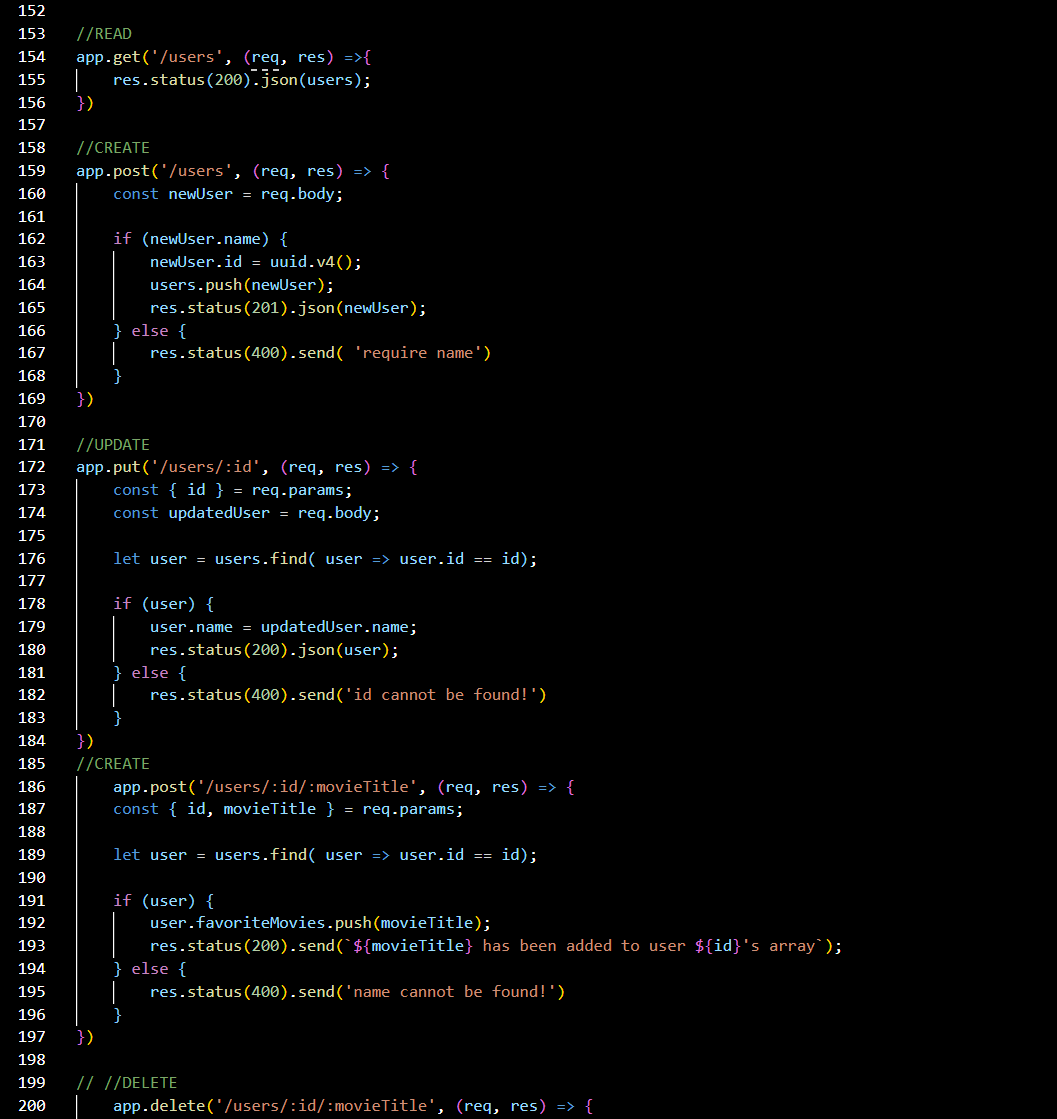 152
153 //READ
154 app.get('/users', (req, res) =>{
155     res.status(200).json(users);
156 })
157
158 //CREATE
159 app.post('/users', (req, res) => {
160     const newUser = req.body;
161
162     if (newUser.name) {
163         newUser.id = uuid.v4();
164         users.push(newUser);
165         res.status(201).json(newUser);
166     } else {
167         res.status(400).send( 'require name')
168     }
169 })
170
171 //UPDATE
172 app.put('/users/:id', (req, res) => {
173     const { id } = req.params;
174     const updatedUser = req.body;
175
176     let user = users.find( user => user.id == id);
177
178     if (user) {
179         user.name = updatedUser.name;
180         res.status(200).json(user);
181     } else {
182         res.status(400).send('id cannot be found!')
183     }
184 })
185 //CREATE
186     app.post('/users/:id/:movieTitle', (req, res) => {
187     const { id, movieTitle } = req.params;
188
189     let user = users.find( user => user.id == id);
190
191     if (user) {
192         user.favoriteMovies.push(movieTitle);
193         res.status(200).send(`${movieTitle} has been added to user ${id}'s array`);
194     } else {
195         res.status(400).send('name cannot be found!')
196     }
197 })
198
199 // //DELETE
200     app.delete('/users/:id/:movieTitle', (req, res) => {